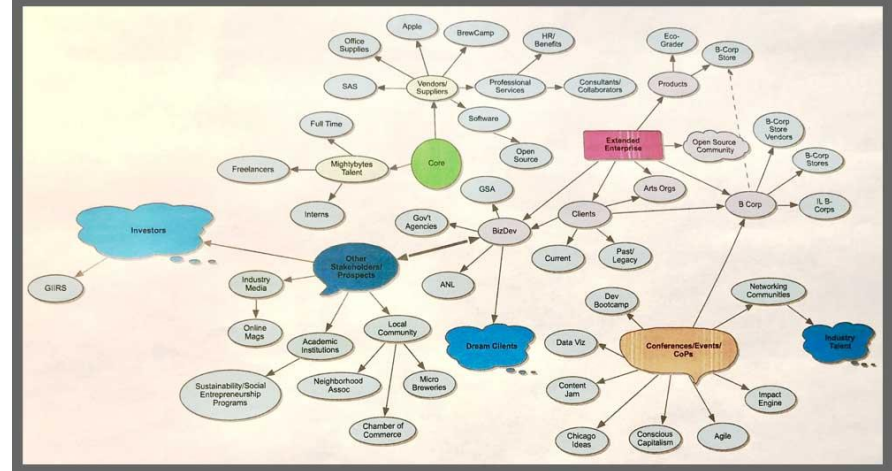 Apple
Office
Supplies
BrewCamp
HR/
Benefits
Eco-
Grader
B-Corp
Store
SAS
Vendors/
Suppliers
Professional
Services
Consultants/
Collaborators
Products
Full Time
Software
Extended
Enterprise
Open Source
Community
B-Corp
Store
Vendors
Freelancers
Mightybytes
Talent
Core
Open
Source
B-Corp
Stores
Interns
GSA
Arts Orgs
Gov't
Agencies
BizDev
Clients
B Corp
IL B-
Corps
Investors
Other
Stakeholders/
Prospects
Current
Past/
Legacy
GIIRS
Industry
Media
ANL
Dev
Bootcamp
Networking
Communities
Online
Mags
Academic
Institutions
Local
Community
Dream Clients
Data Viz
Conferences/Events/
CoPs
Industry
Talent
Sustainability/Social
Entrepreneurship
Programs
Neighborhood
Assoc
Micro
Breweries
Content
Jam
Impact
Engine
Chamber of
Commerce
Chicago
Ideas
Conscious
Capitalism
Agile